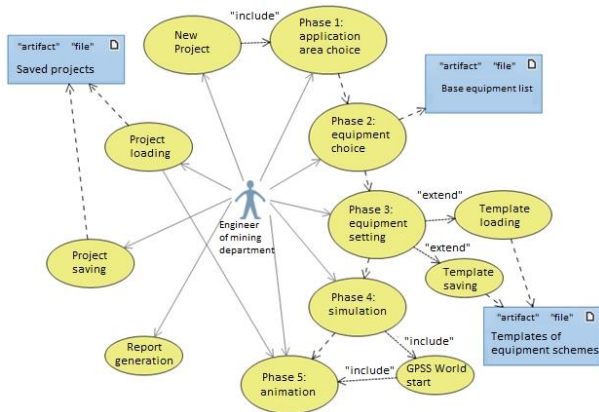 "include"
New
Project
Phase 1:
application
area choice
"artifact" "file"
Saved projects
"artifact" "file"
Base equipment list
Phase 2:
equipment
choice
Project
loading
Engineer
of mining
department
Phase 3:
equipment
setting
"extend"
Template
loading
"extend"
Template
saving
Project
saving
Phase 4:
simulation
"artifact" "file"
Templates of
equipment schemes
Report
generation
"include"
"include"
GPSS World
start
Phase 5:
animation